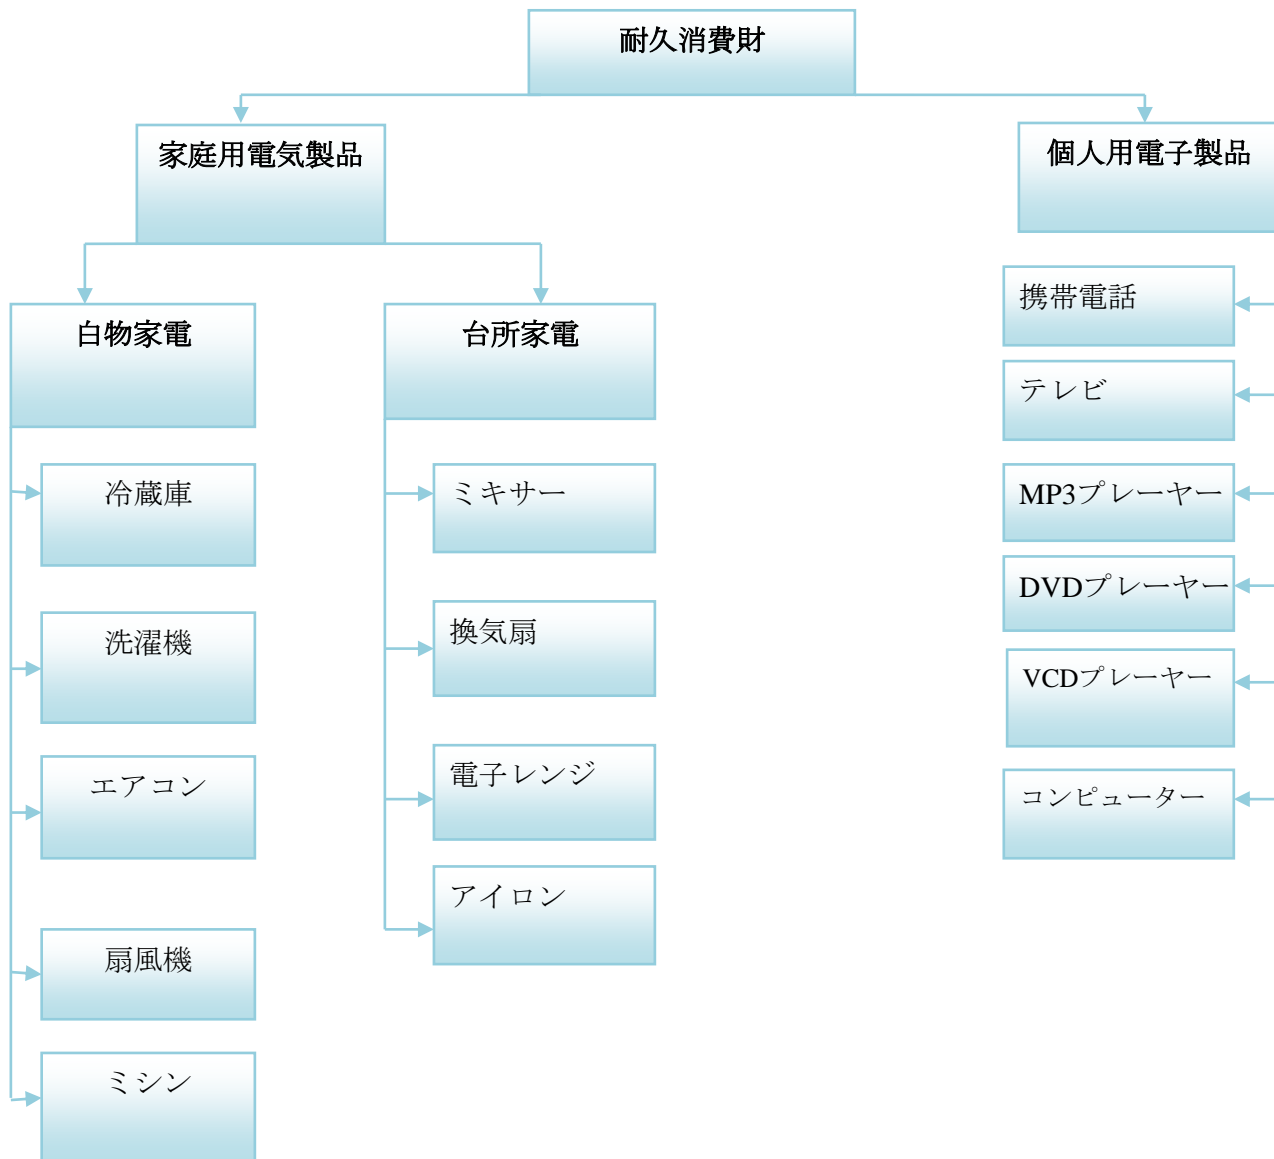 耐久消費財
家庭用電気製品
個人用電子製品
白物家電
台所家電
冷蔵庫
洗濯機
エアコン
扇風機
ミシン
ミキサー
換気扇
電子レンジ
アイロン
携帯電話
テレビ
MP3プレーヤー
DVDプレーヤー
VCDプレーヤー
コンピューター